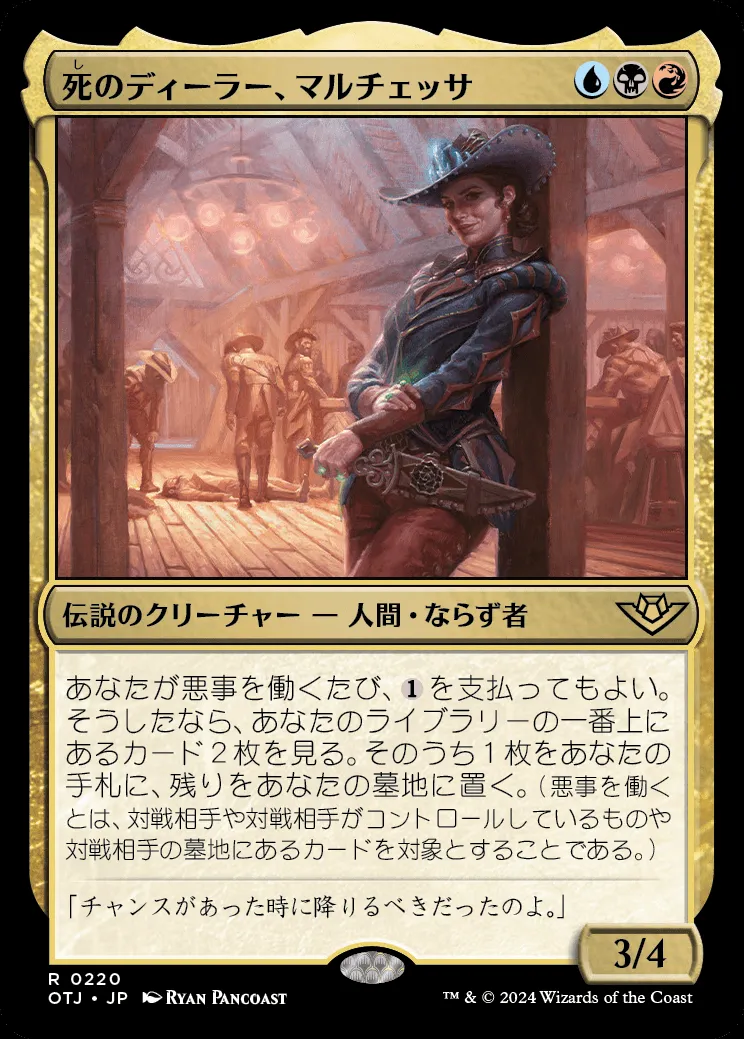 死のディーラー、マルチェッサ
し
伝説のクリーチャー — 人間・ならず者
あなたが悪事を働くたび、1を支払ってもよい。
そうしたなら、あなたのライブラリーの一番上に
あるカード２枚を見る。そのうち１枚をあなたの
手札に、残りをあなたの墓地に置く。（悪事を働く
とは、対戦相手や対戦相手がコントロールしているものや
対戦相手の墓地にあるカードを対象とすることである。）
「チャンスがあった時に降りるべきだったのよ。」
3/4
R 0220
OTJ • JP RYAN PANCOAST
™ & © 2024 Wizards of the Coast